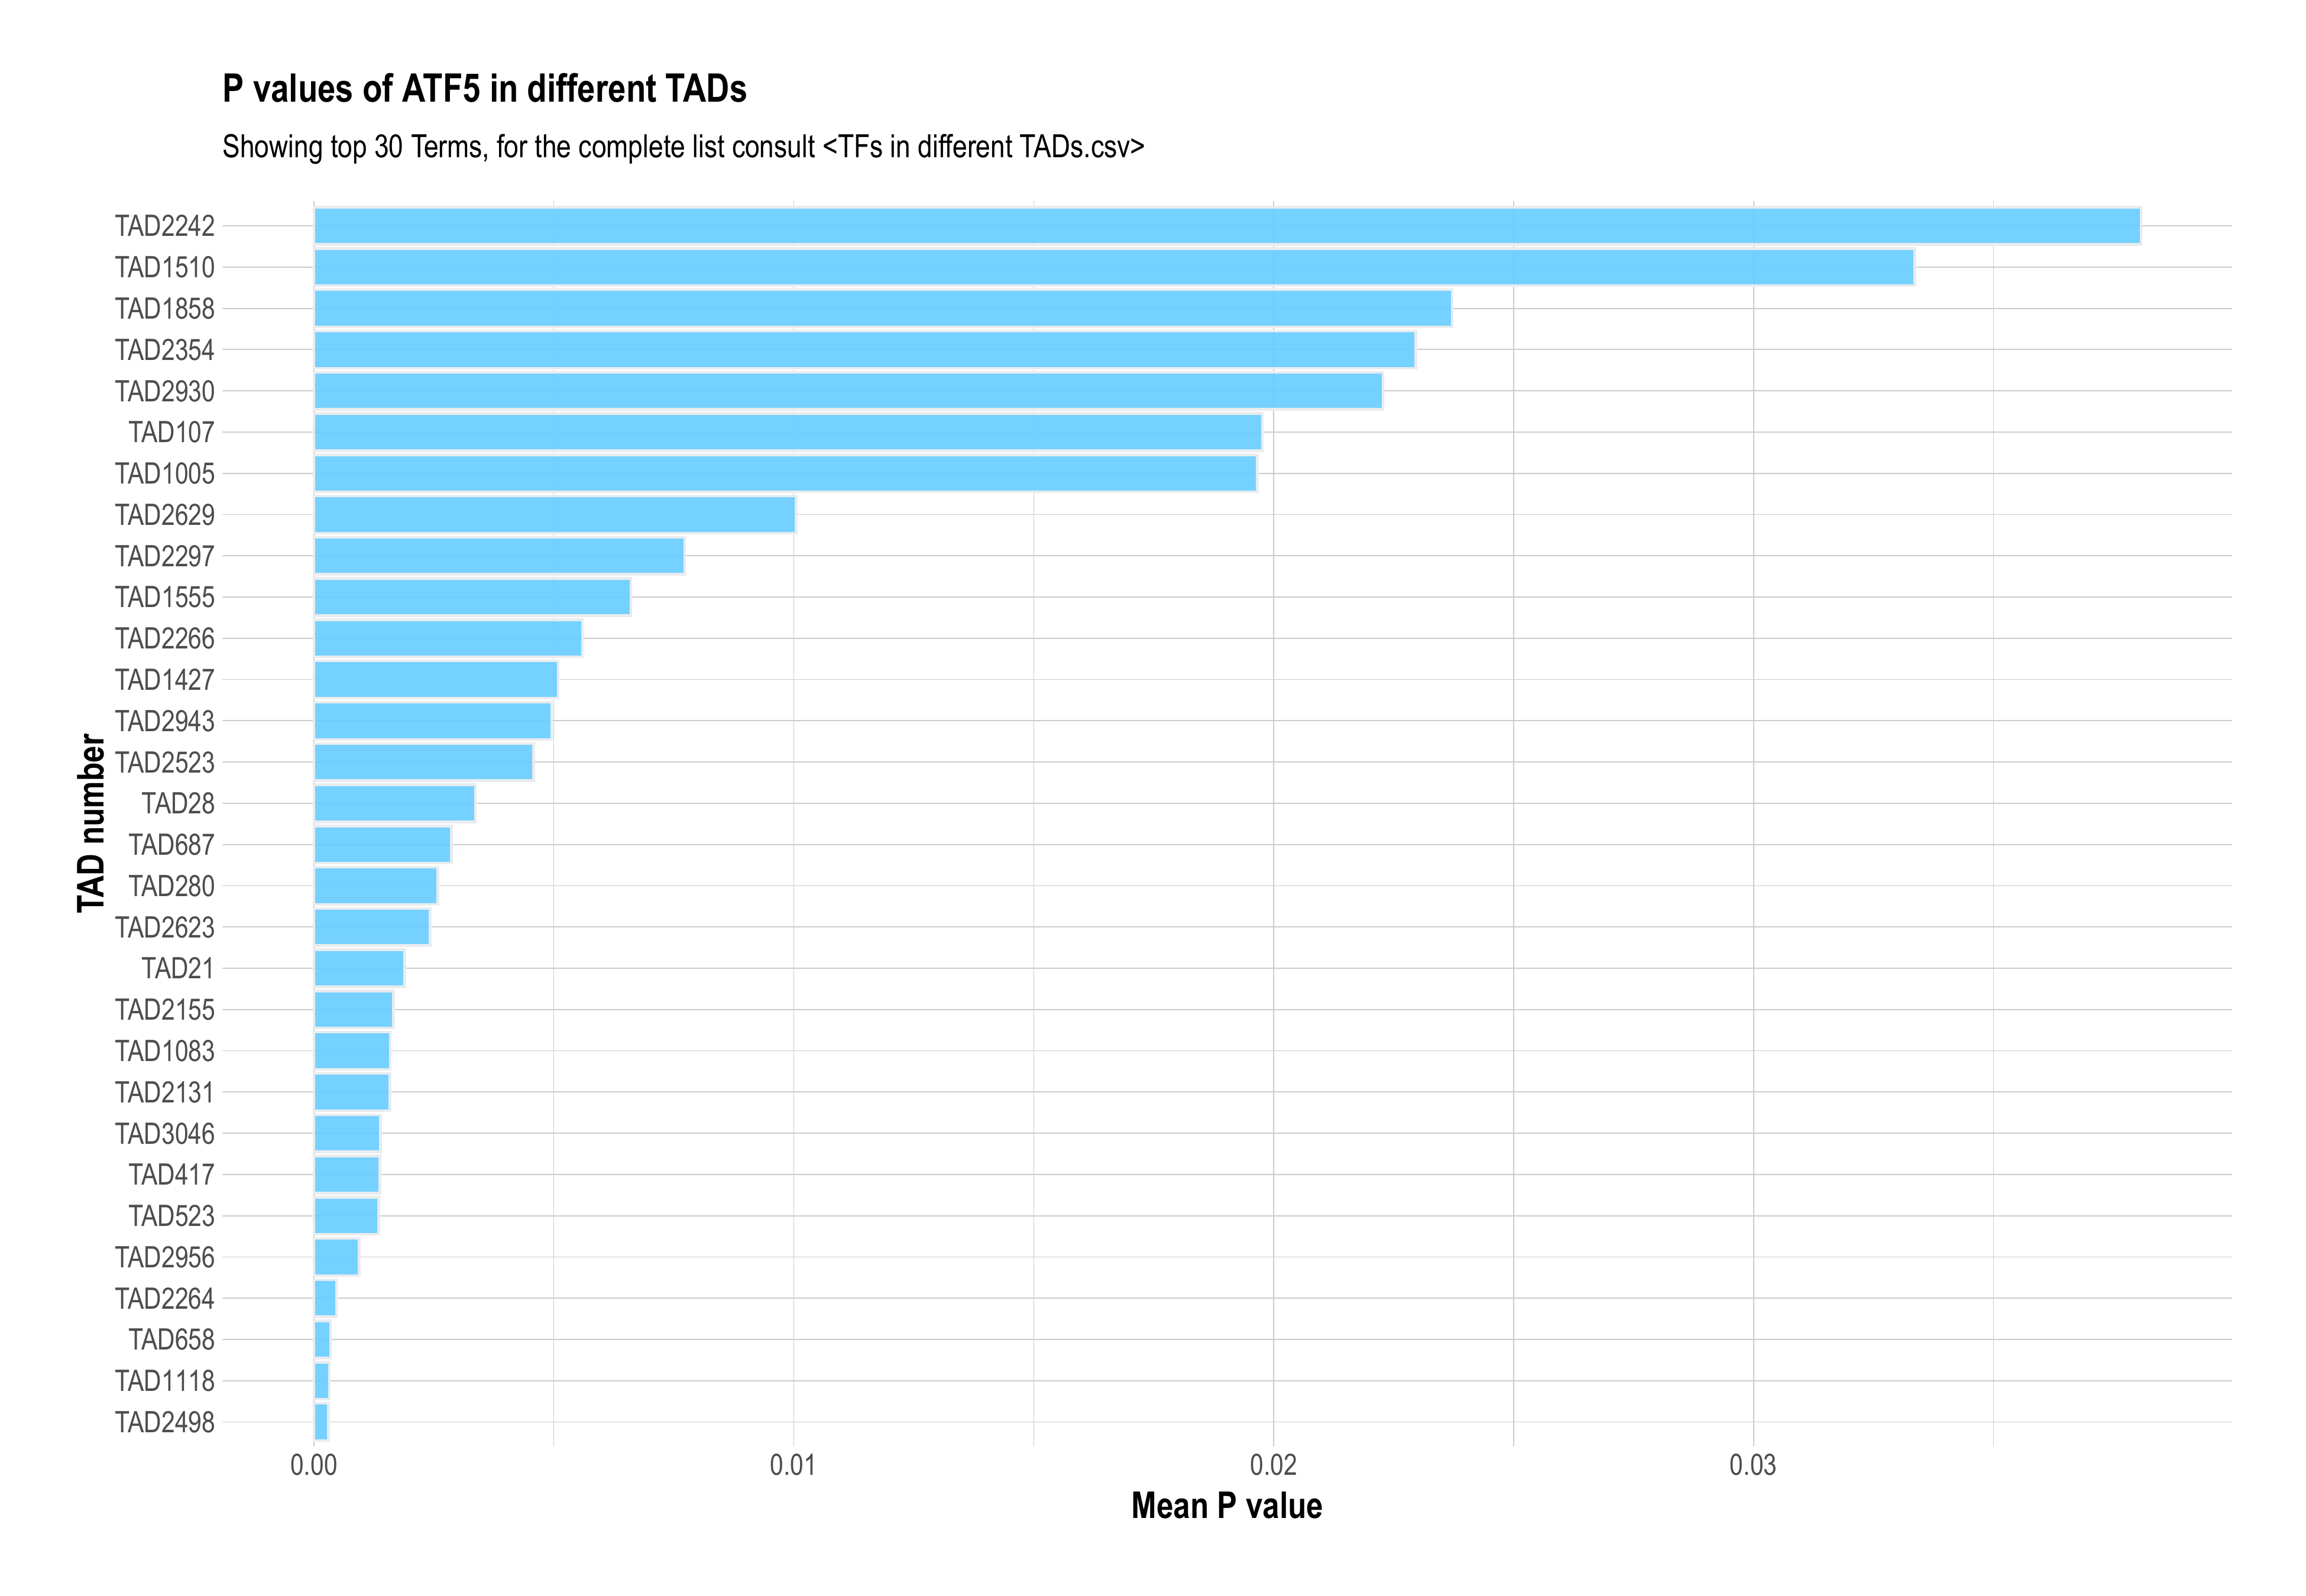 P values of ATF5 in different TADs
Showing top 30 Terms, for the complete list consult <TFs in different TADs.csv>
TAD number
TAD2242
TAD1510
TAD1858
TAD2354
TAD2930
TAD107
TAD1005
TAD2629
TAD2297
TAD1555
TAD2266
TAD1427
TAD2943
TAD2523
TAD28
TAD687
TAD280
TAD2623
TAD21
TAD2155
TAD1083
TAD2131
TAD3046
TAD417
TAD523
TAD2956
TAD2264
TAD658
TAD1118
TAD2498
0.00 0.01 0.02 0.03
Mean P value